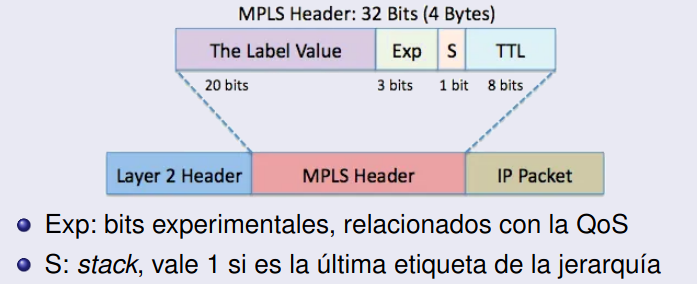 MPLS Header: 32 Bits (4 Bytes)
The Label Value Exp S TTL
20 bits 3 bits 1 bit 8 bits
Layer 2 Header MPLS Header IP Packet
Exp: bits experimentales, relacionados con la QoS
S: stack, vale 1 si es la última etiqueta de la jerarquía